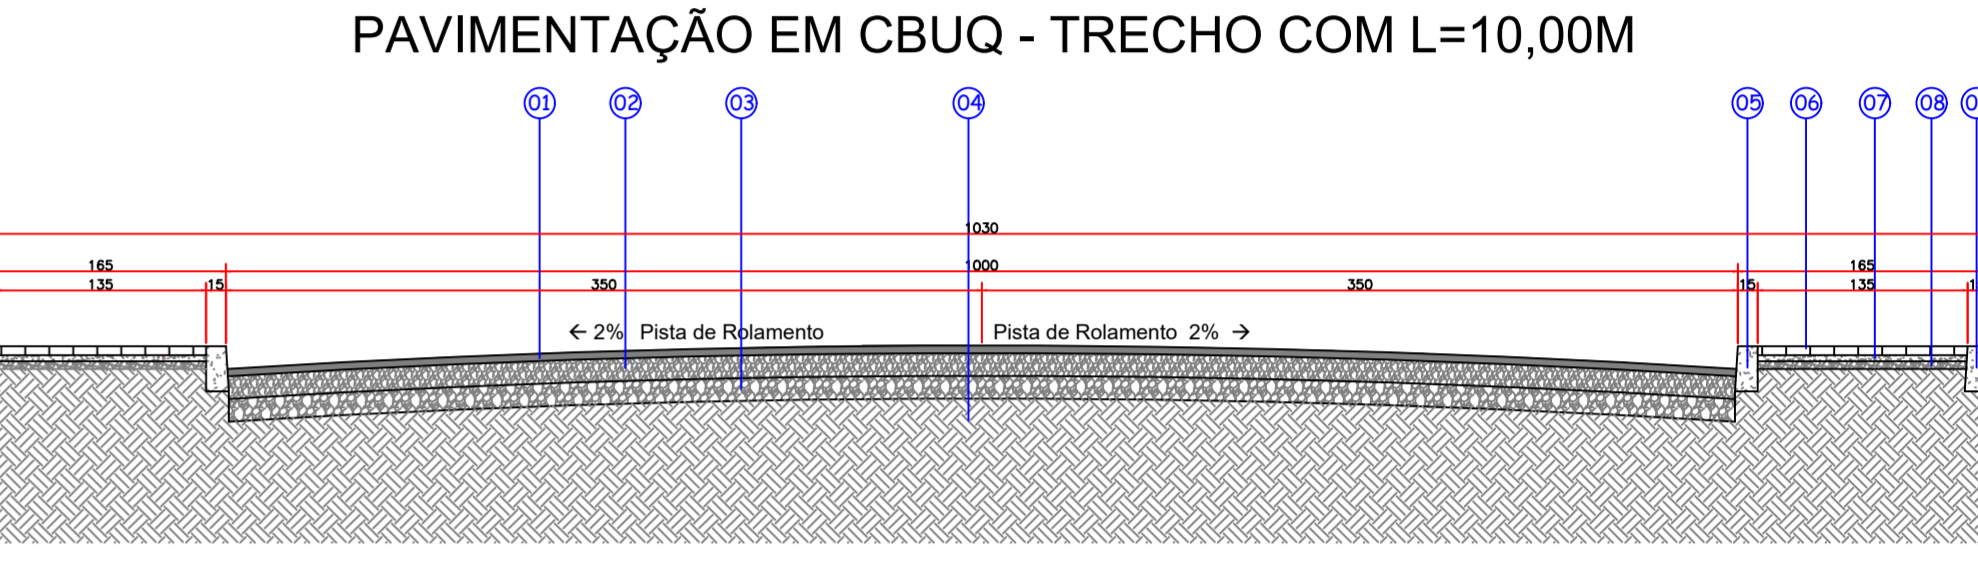 PAVIMENTAÇÃO EM CBUQ - TRECHO COM L=10,00M
01 02 03 04 05 06 07 08
1030
165 1000 165
135 15 350 350 15 135
← 2% Pista de Rolamento Pista de Rolamento 2% →